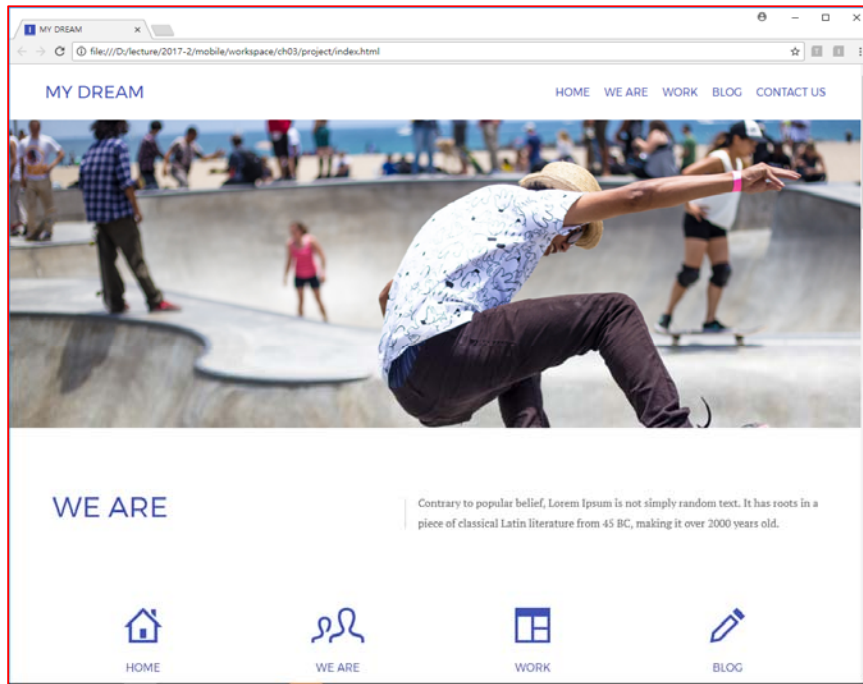 MY DREAM
file:///D:/lecture/2017-2/mobile/workspace/ch03/project/index.html
MY DREAM
HOME WE ARE WORK BLOG CONTACT US
WE ARE
Contrary to popular belief, Lorem Ipsum is not simply random text. It has roots in a
piece of classical Latin literature from 45 BC, making it over 2000 years old.
HOME WE ARE WORK BLOG